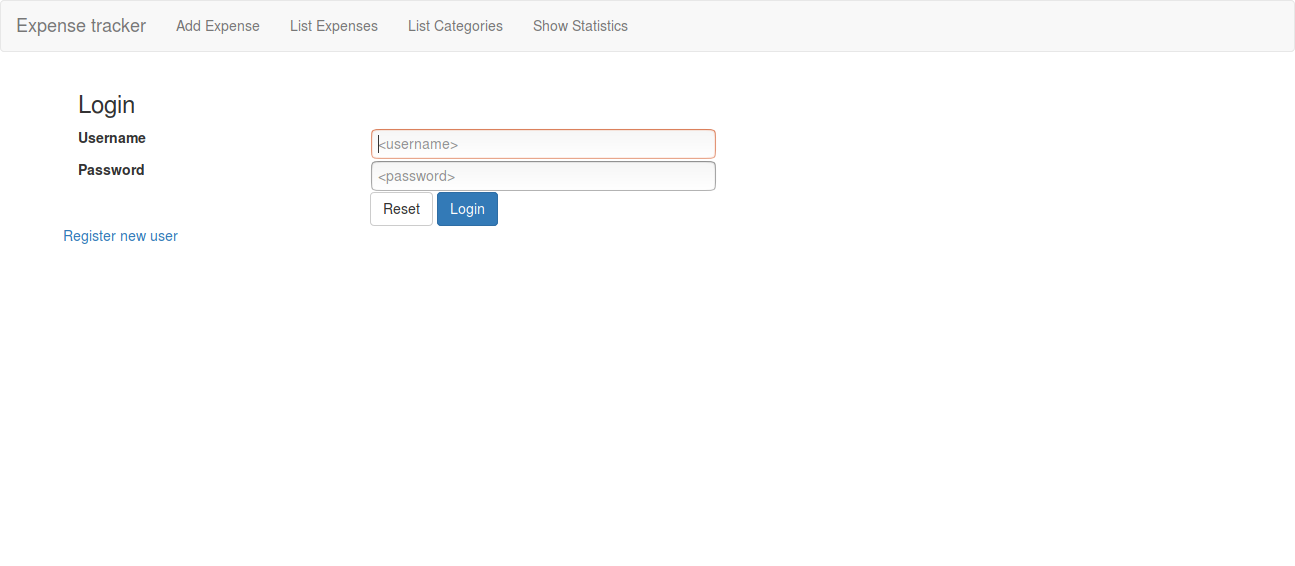 Expense tracker Add Expense List Expenses List Categories Show Statistics
Login
Username <username>
Password <password>
Reset Login
Register new user